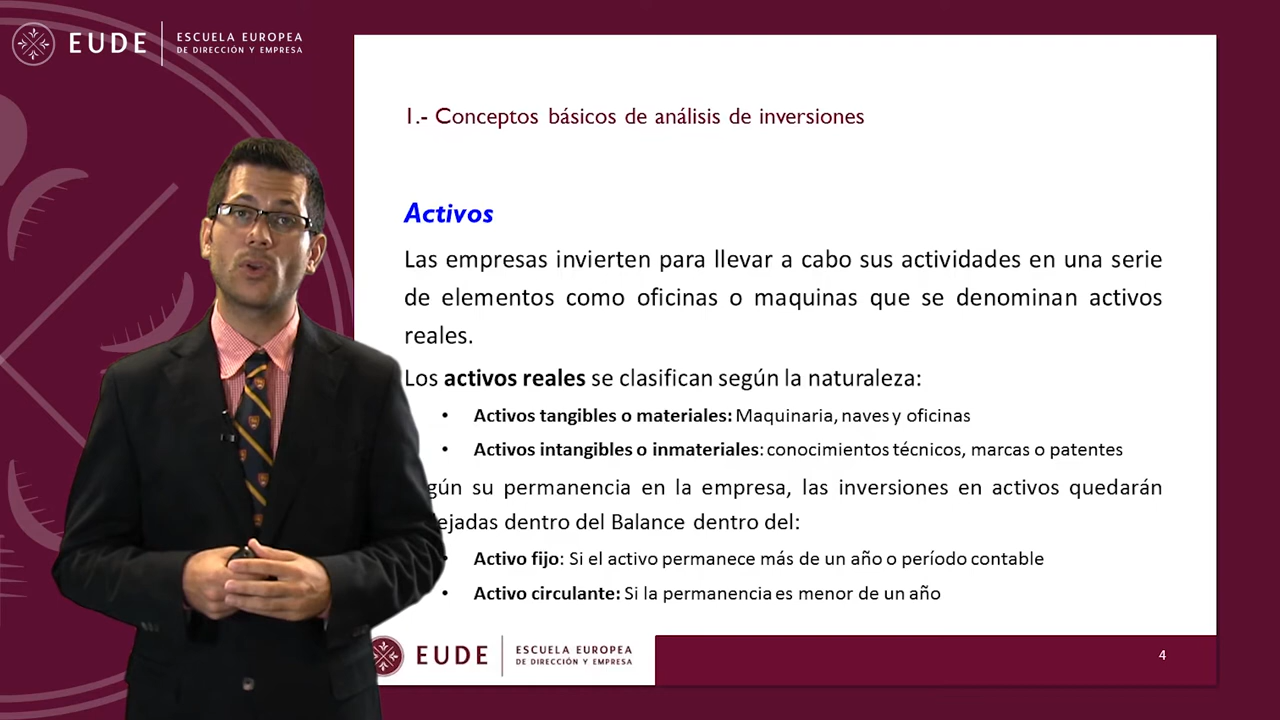 EUDE
ESCUELA EUROPEA
DE DIRECCIÓN Y EMPRESA
1.- Conceptos básicos de análisis de inversiones
Activos
Las empresas invierten para llevar a cabo sus actividades en una serie
de elementos como oficinas o maquinas que se denominan activos
reales.
Los activos reales se clasifican según la naturaleza:
• Activos tangibles o materiales: Maquinaria, naves y oficinas
• Activos intangibles o inmateriales: conocimientos técnicos, marcas o patentes
gún su permanencia en la empresa, las inversiones en activos quedarán
ejadas dentro del Balance dentro del:
• Activo fijo: Si el activo permanece más de un año o período contable
• Activo circulante: Si la permanencia es menor de un año
EUDE
ESCUELA EUROPEA
DE DIRECCIÓN Y EMPRESA
4